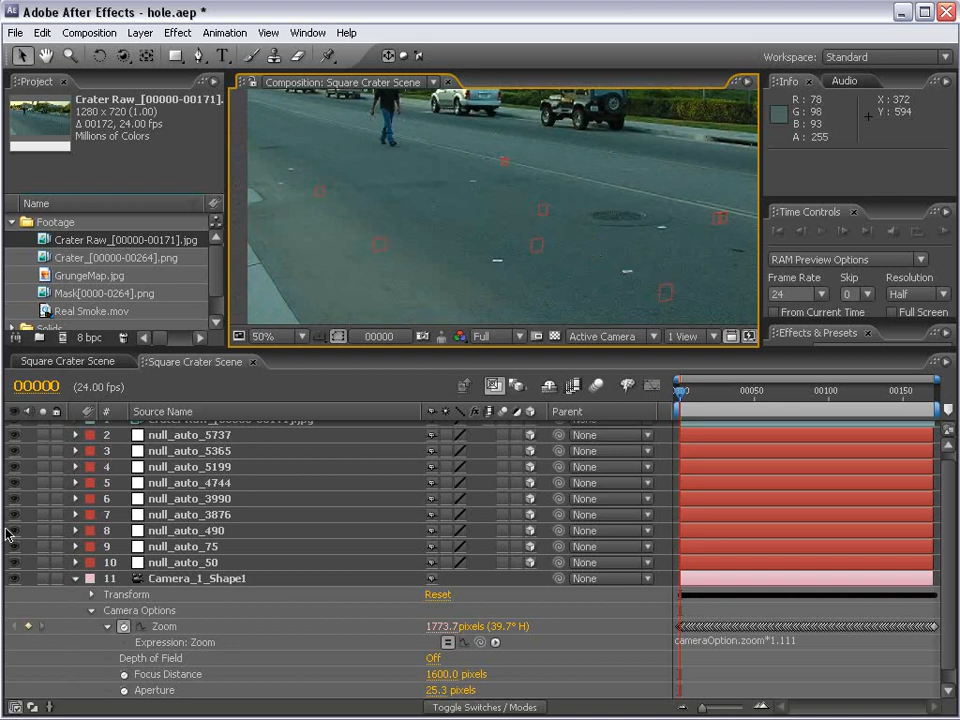 Adobe After Effects - hole.aep *
File Edit Composition Layer Effect Animation View Window Help
Workspace: Standard
Project
Crater Raw_[00000-00171].
1280 x 720 (1.00)
Δ 00172, 24.00 fps
Millions of Colors
Name
Footage
Crater Raw_[00000-00171].jpg
Crater_[00000-00264].png
GrungeMap.jpg
Mask[0000-0264].png
Real Smoke.mov
Solids
8 bpc
Composition: Square Crater Scene
50% 00000 Full Active Camera 1 View
Info Audio
R : 78 X : 372
G : 98 Y : 594
B : 93
A : 255
Time Controls
RAM Preview Options
Frame Rate Skip Resolution
24 0 Half
From Current Time Full Screen
Effects & Presets
Square Crater Scene Square Crater Scene
00000 (24.00 fps)
00050 00100 00150
# Source Name Parent
2 null_auto_5737 None
3 null_auto_5365 None
4 null_auto_5199 None
5 null_auto_4744 None
6 null_auto_3990 None
7 null_auto_3876 None
8 null_auto_490 None
9 null_auto_75 None
10 null_auto_50 None
11 Camera_1_Shape1 None
Transform Reset
Camera Options
Zoom 1773.7pixels (39.7° H)
Expression: Zoom cameraOption.zoom*1.111
Depth of Field Off
Focus Distance 1600.0 pixels
Aperture 25.3 pixels
Toggle Switches / Modes